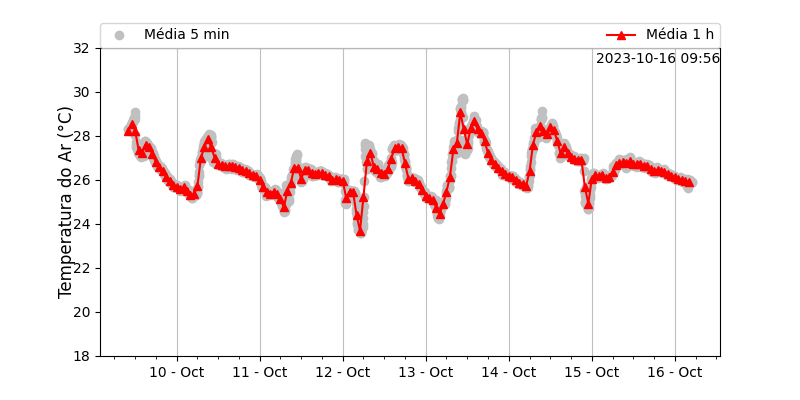 Média 5 min
Média 1 h
2023-10-16 09:56
Temperatura do Ar (°C)
32
30
28
26
24
22
20
18
10 - Oct
11 - Oct
12 - Oct
13 - Oct
14 - Oct
15 - Oct
16 - Oct